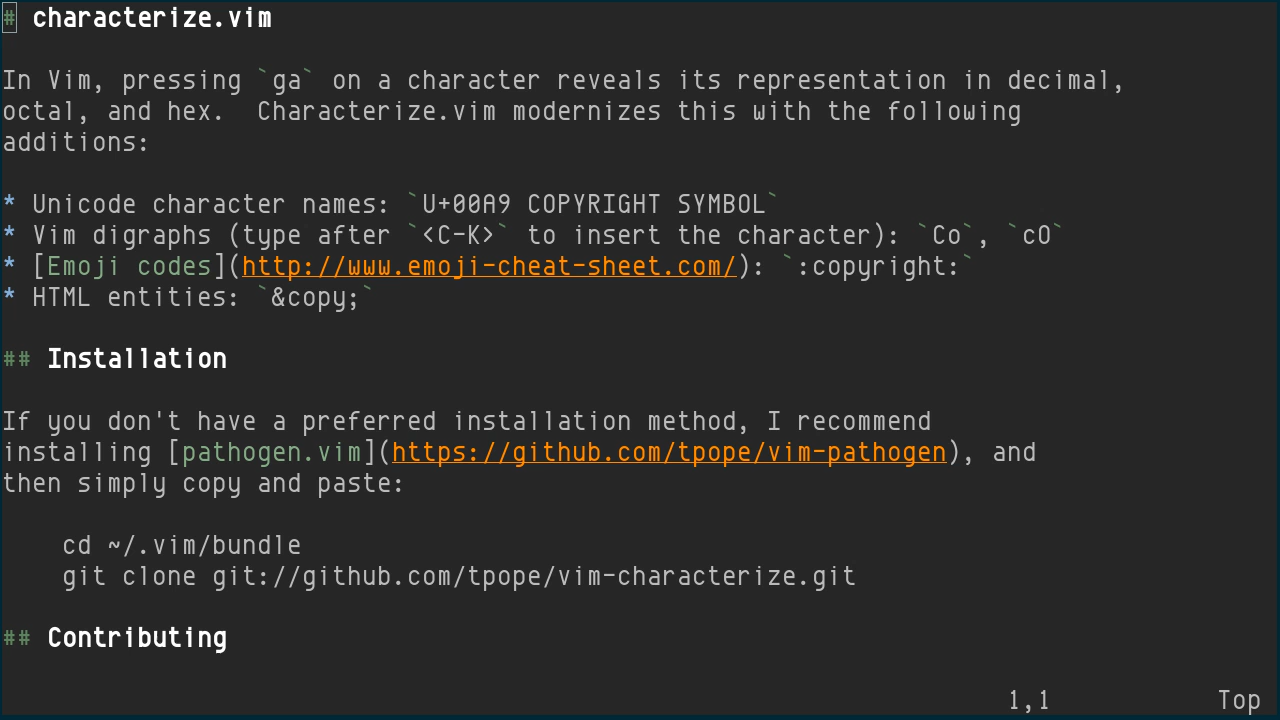 # characterize.vim
In Vim, pressing `ga` on a character reveals its representation in decimal,
octal, and hex.  Characterize.vim modernizes this with the following
additions:
* Unicode character names: `U+00A9 COPYRIGHT SYMBOL`
* Vim digraphs (type after `<C-K>` to insert the character): `Co`, `cO`
* [Emoji codes](http://www.emoji-cheat-sheet.com/): `:copyright:`
* HTML entities: `&copy;`
## Installation
If you don't have a preferred installation method, I recommend
installing [pathogen.vim](https://github.com/tpope/vim-pathogen), and
then simply copy and paste:
    cd ~/.vim/bundle
    git clone git://github.com/tpope/vim-characterize.git
## Contributing
1,1 Top